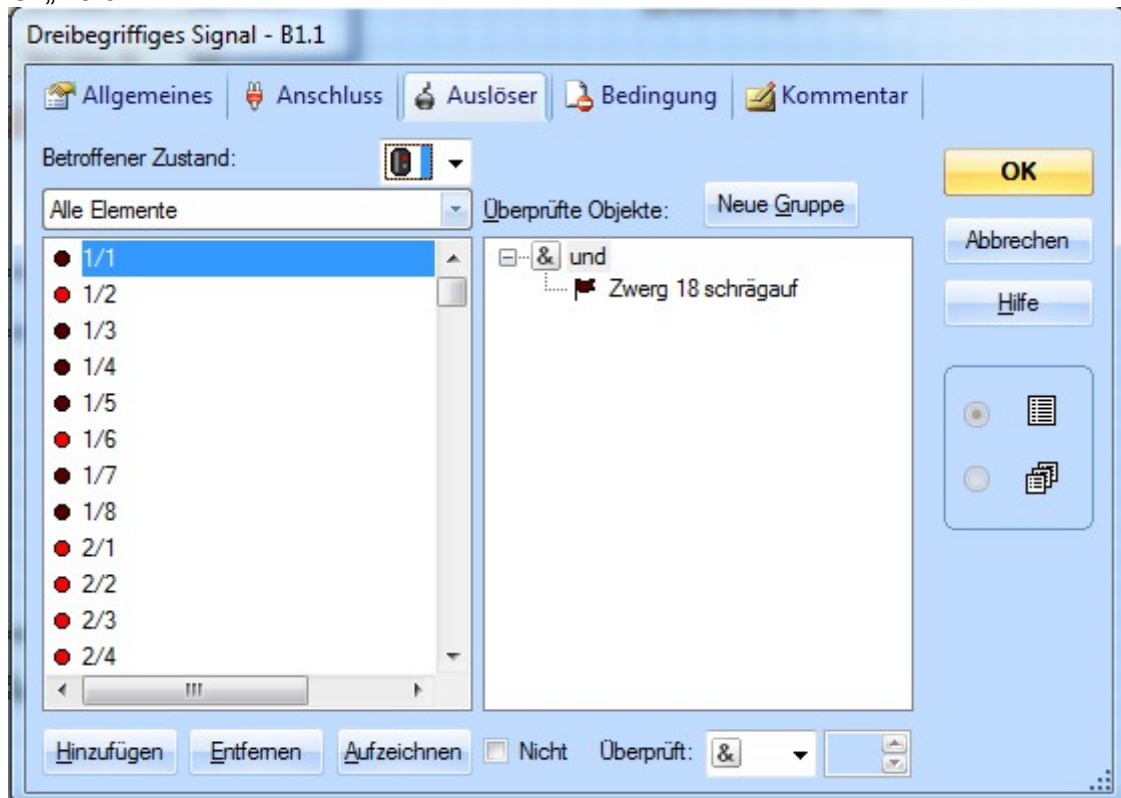 Dreibegriffiges Signal - B1.1
Allgemeines Anschluss Auslöser Bedingung Kommentar
Betroffener Zustand:
Alle Elemente
Überprüfte Objekte: Neue Gruppe
OK
Abbrechen
Hilfe
1/1
1/2
1/3
1/4
1/5
1/6
1/7
1/8
2/1
2/2
2/3
2/4
& und
Zwerg 18 schrägauf
Hinzufügen Entfernen Aufzeichnen Nicht Überprüft: &